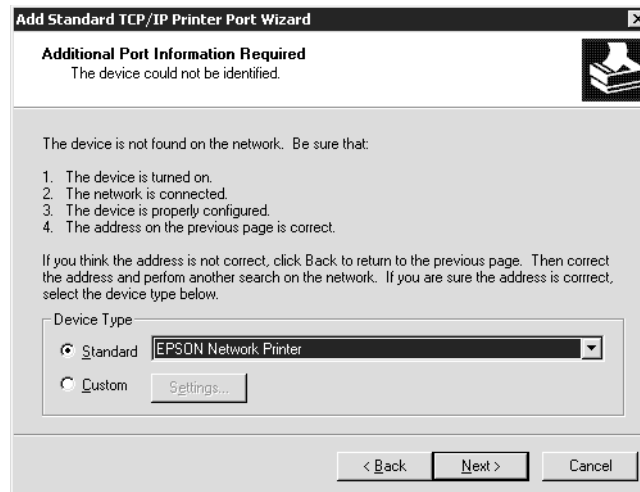 Add Standard TCP/IP Printer Port Wizard
Additional Port Information Required
The device could not be identified.
The device is not found on the network.  Be sure that:
1.  The device is turned on.
2.  The network is connected.
3.  The device is properly configured.
4.  The address on the previous page is correct.
If you think the address is not correct, click Back to return to the previous page.  Then correct
the address and perfom another search on the network.  If you are sure the address is corrrect,
select the device type below.
Device Type
Standard EPSON Network Printer
Custom Settings...
< Back Next > Cancel